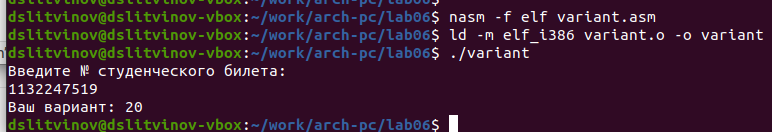 dslitvinov@dslitvinov-vbox:~/work/arch-pc/lab06$ nasm -f elf variant.asm
dslitvinov@dslitvinov-vbox:~/work/arch-pc/lab06$ ld -m elf_i386 variant.o -o variant
dslitvinov@dslitvinov-vbox:~/work/arch-pc/lab06$ ./variant
Введите № студенческого билета:
1132247519
Ваш вариант: 20
dslitvinov@dslitvinov-vbox:~/work/arch-pc/lab06$